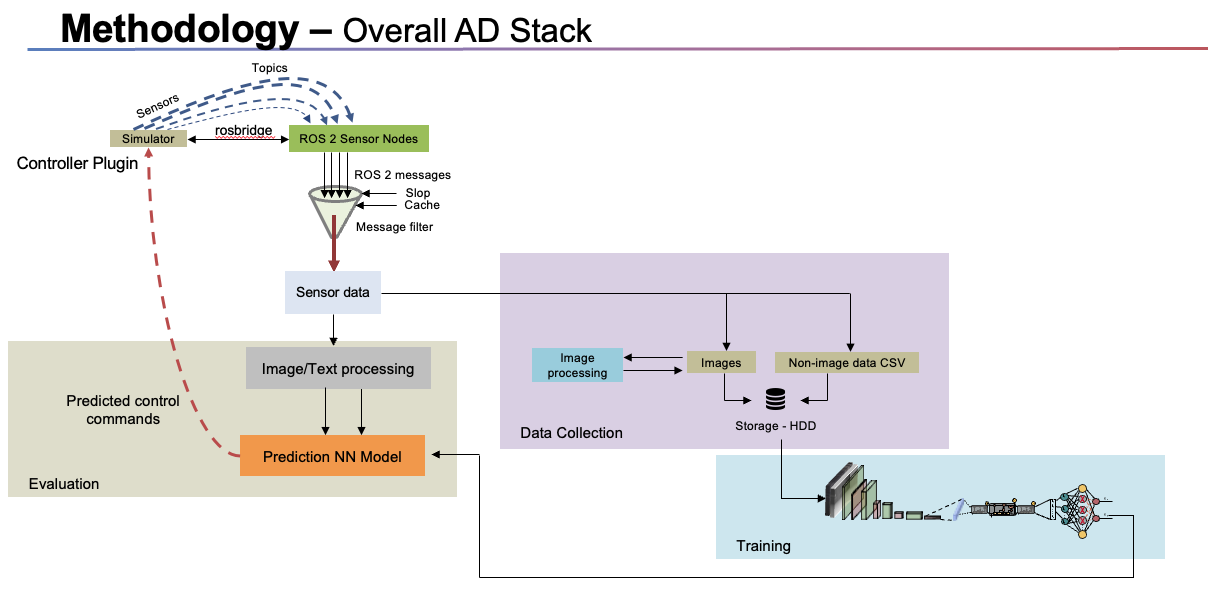 Methodology – Overall AD Stack
Topics
Sensors
Simulator
rosbridge
ROS 2 Sensor Nodes
Controller Plugin
ROS 2 messages
Slop
Cache
Message filter
Sensor data
Image/Text processing
Predicted control
commands
Prediction NN Model
Evaluation
Image
processing
Images
Non-image data CSV
Storage - HDD
Data Collection
Training